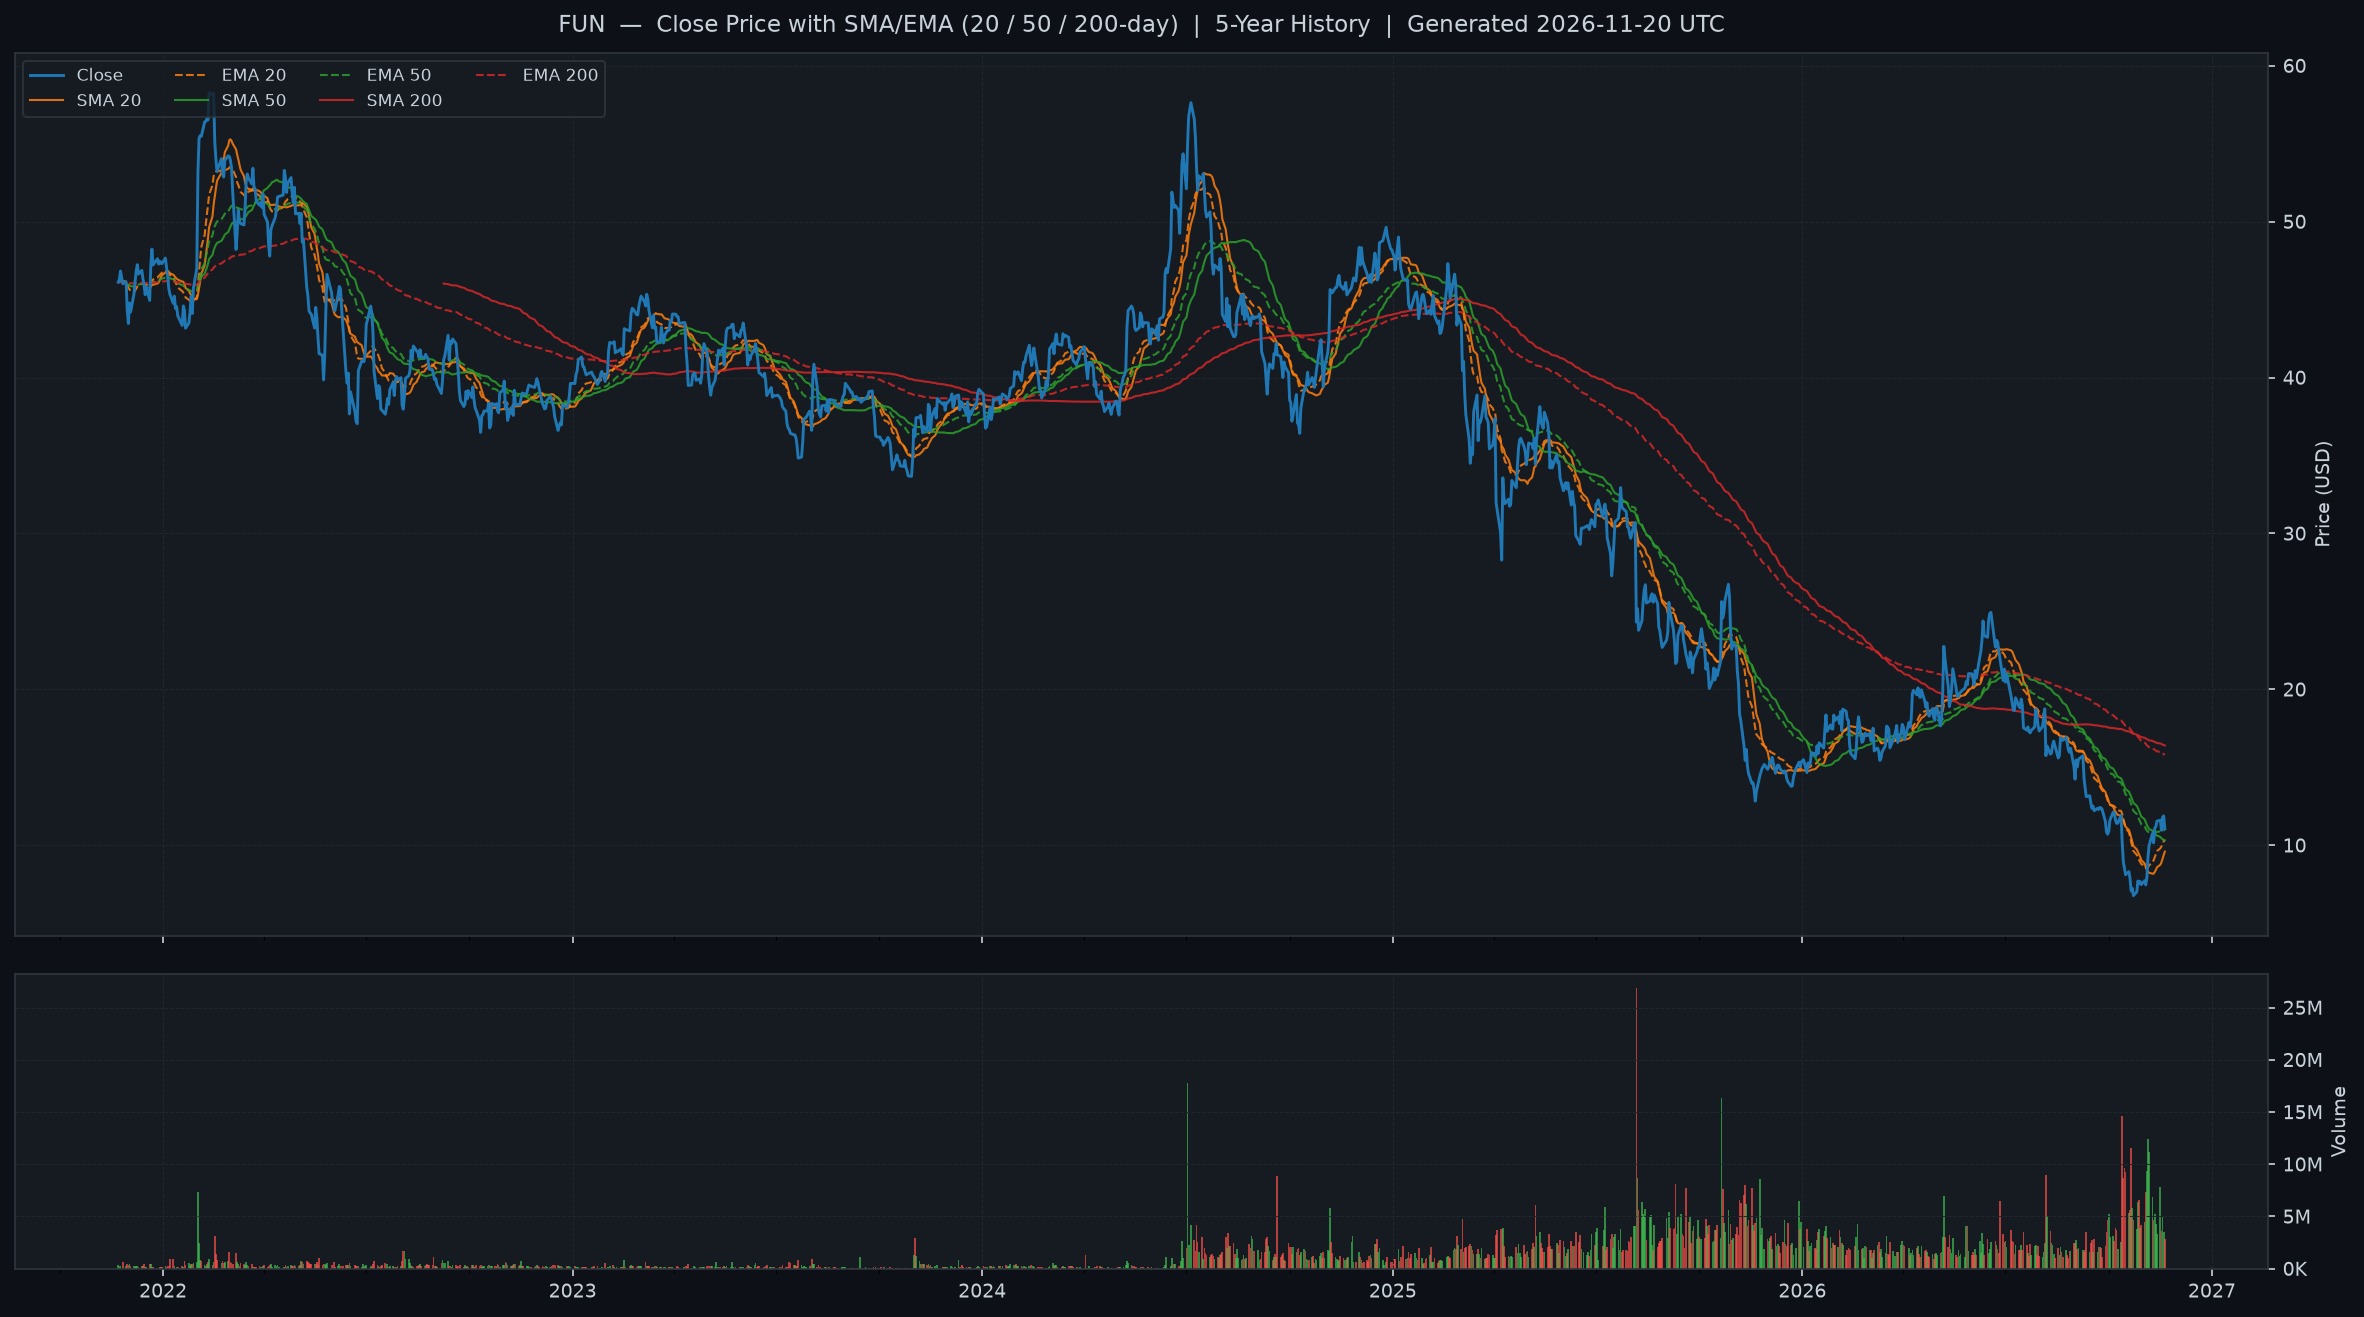 FUN — Close Price with SMA/EMA (20 / 50 / 200-day) | 5-Year History | Generated 2026-11-20 UTC
Close EMA 20 EMA 50 EMA 200
SMA 20 SMA 50 SMA 200
60
50
40
30
20
10
Price (USD)
25M
20M
15M
10M
5M
0K
Volume
2022 2023 2024 2025 2026 2027